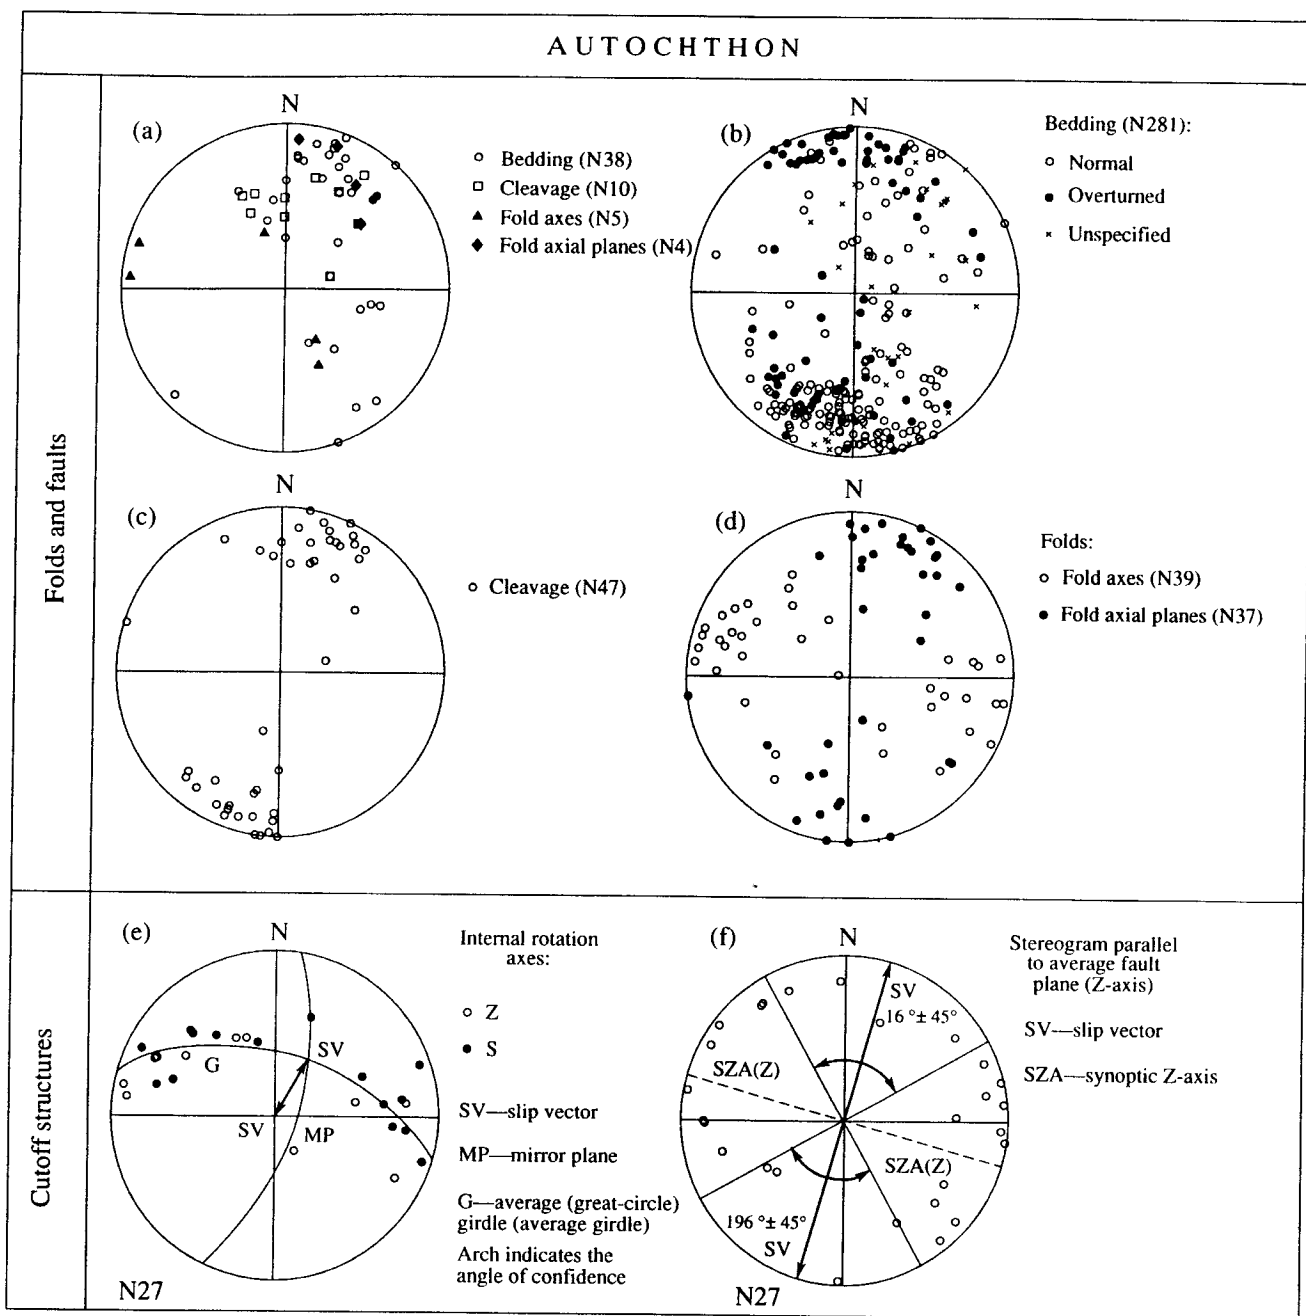 AUTOCHTHON
Folds and faults
(a)
N
Bedding (N38)
Cleavage (N10)
Fold axes (N5)
Fold axial planes (N4)
(b)
N
Bedding (N281):
Normal
Overturned
Unspecified
(c)
N
Cleavage (N47)
(d)
N
Folds:
Fold axes (N39)
Fold axial planes (N37)
Cutoff structures
(e)
N
G
SV
SV
MP
N27
Internal rotation
axes:
Z
S
SV—slip vector
MP—mirror plane
G—average (great-circle)
girdle (average girdle)
Arch indicates the
angle of confidence
(f)
N
SV
16°± 45°
SZA(Z)
SZA(Z)
196°± 45°
SV
N27
Stereogram parallel
to average fault
plane (Z-axis)
SV—slip vector
SZA—synoptic Z-axis